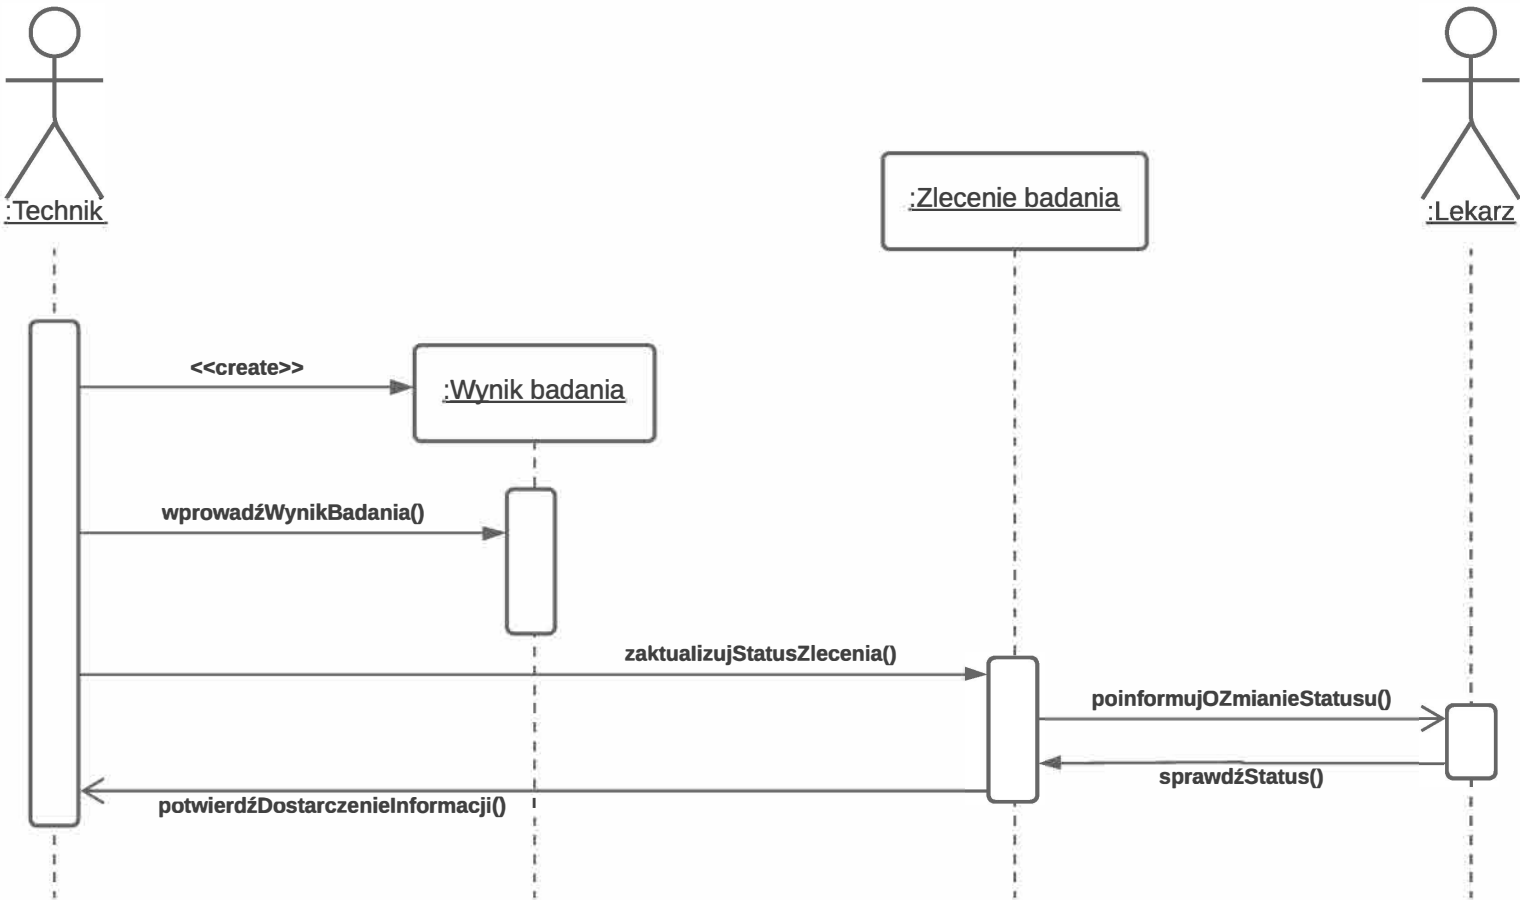 :Technik
:Zlecenie badania
:Lekarz
<<create>>
:Wynik badania
wprowadźWynikBadania()
zaktualizujStatusZlecenia()
poinformujOZmianieStatusu()
sprawdźStatus()
potwierdźDostarczenieInformacji()